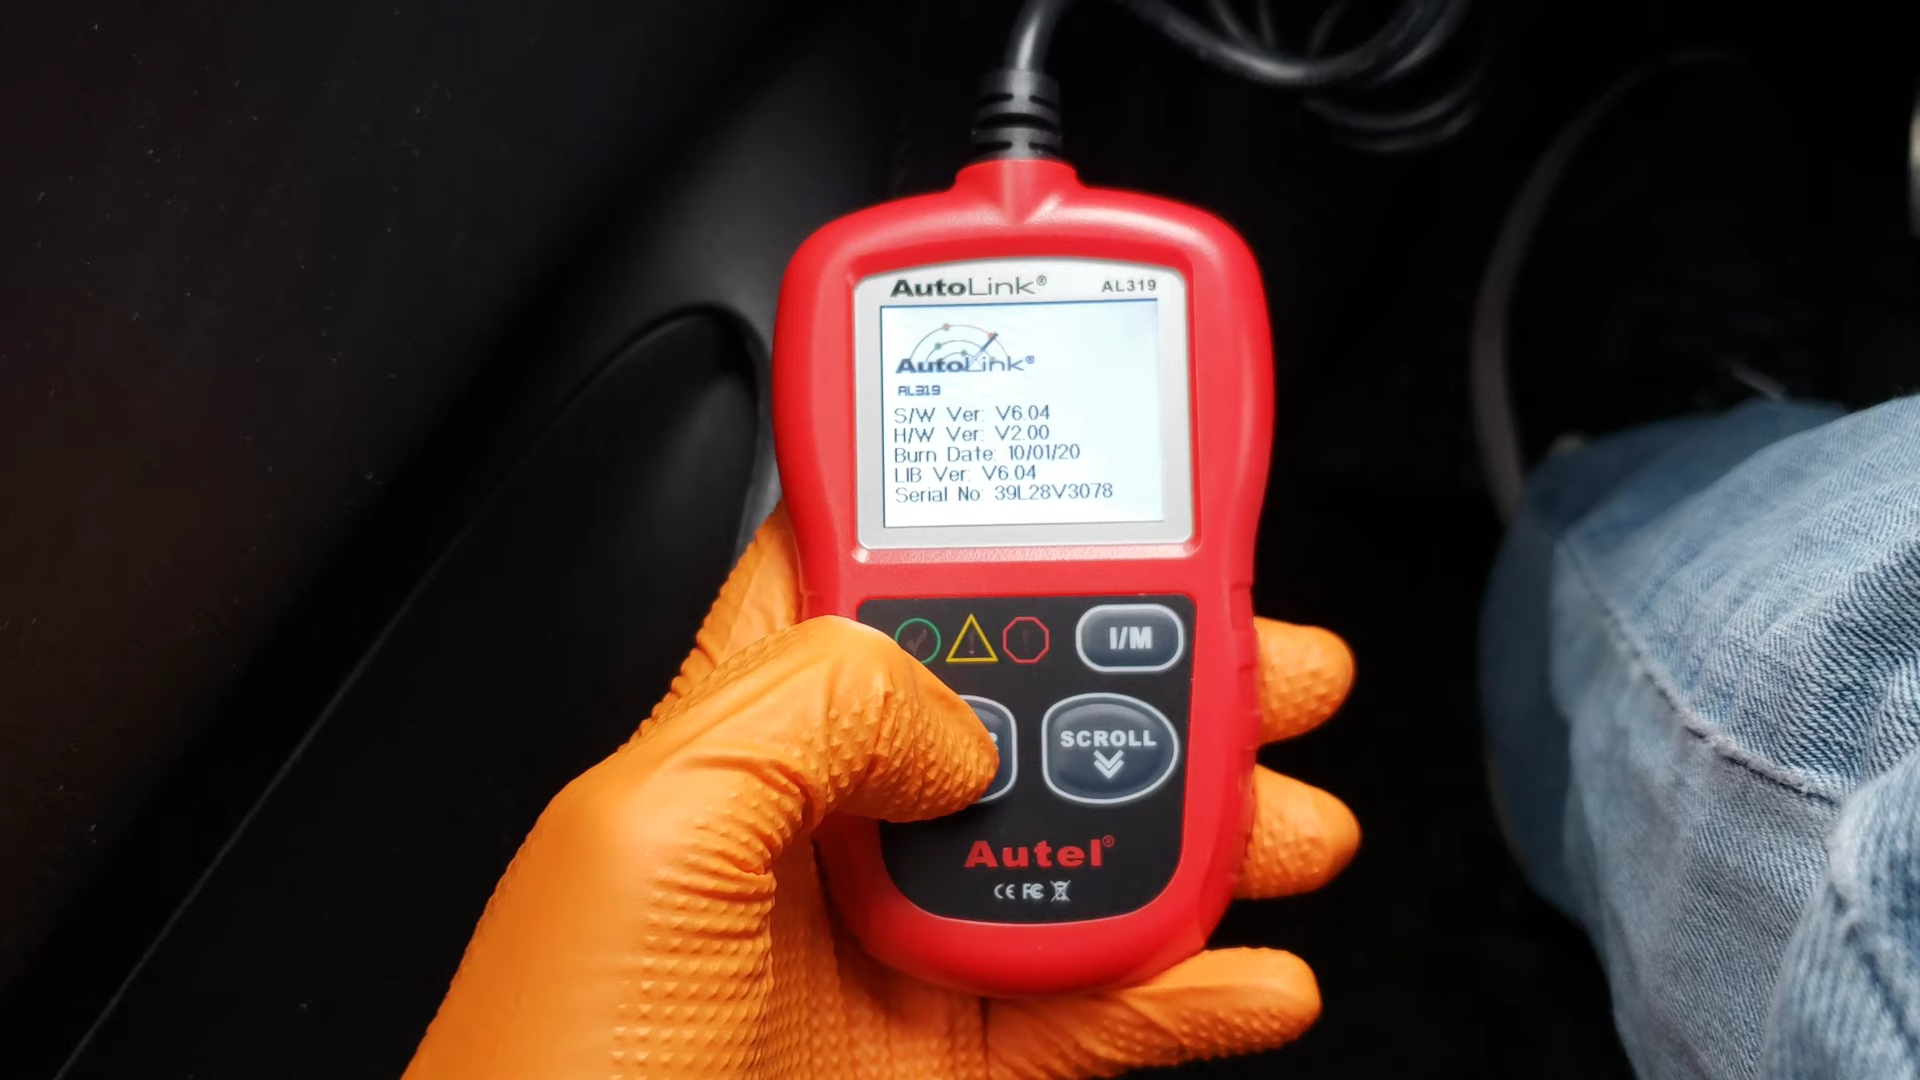 AutoLink® AL319
AutoLink®
AL319
S/W Ver: V6.04
H/W Ver: V2.00
Burn Date: 10/01/20
LIB Ver: V6.04
Serial No: 39L28V3078
I/M
SCROLL
Autel®
CE FC